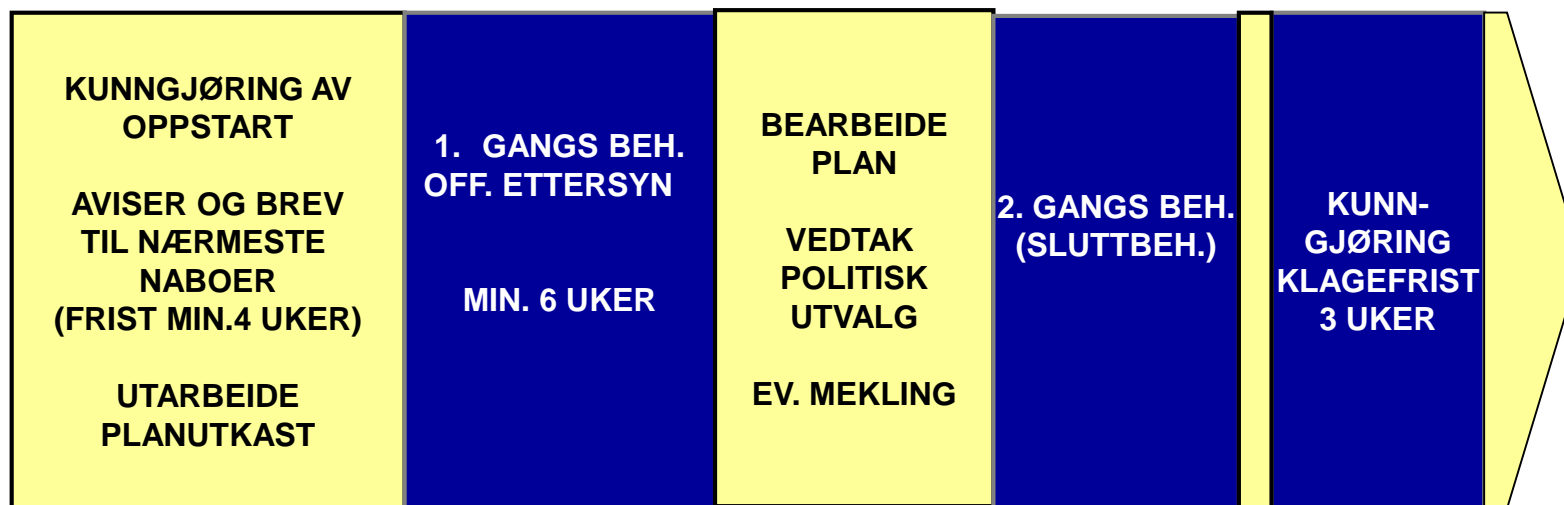 KUNNGJØRING AV
OPPSTART
AVISER OG BREV
TIL NÆRMESTE
NABOER
(FRIST MIN.4 UKER)
UTARBEIDE
PLANUTKAST
1. GANGS BEH.
OFF. ETTERSYN
MIN. 6 UKER
BEARBEIDE
PLAN
VEDTAK
POLITISK
UTVALG
EV. MEKLING
2. GANGS BEH.
(SLUTTBEH.)
KUNN-
GJØRING
KLAGEFRIST
3 UKER